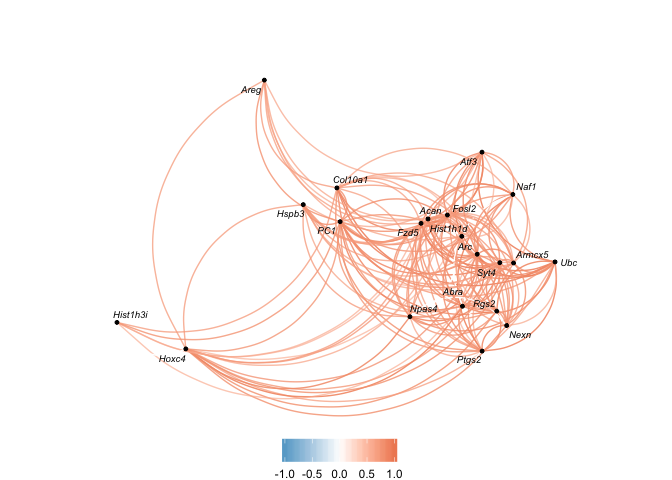 Areg
Atf3
Col10a1
Naf1
Hspb3
Acan
Fosl2
PC1
Fzd5
Hist1h1d
Arc
Armcx5
Ubc
Syt4
Abra
Rgs2
Npas4
Hist1h3i
Nexn
Hoxc4
Ptgs2
-1.0 -0.5 0.0 0.5 1.0